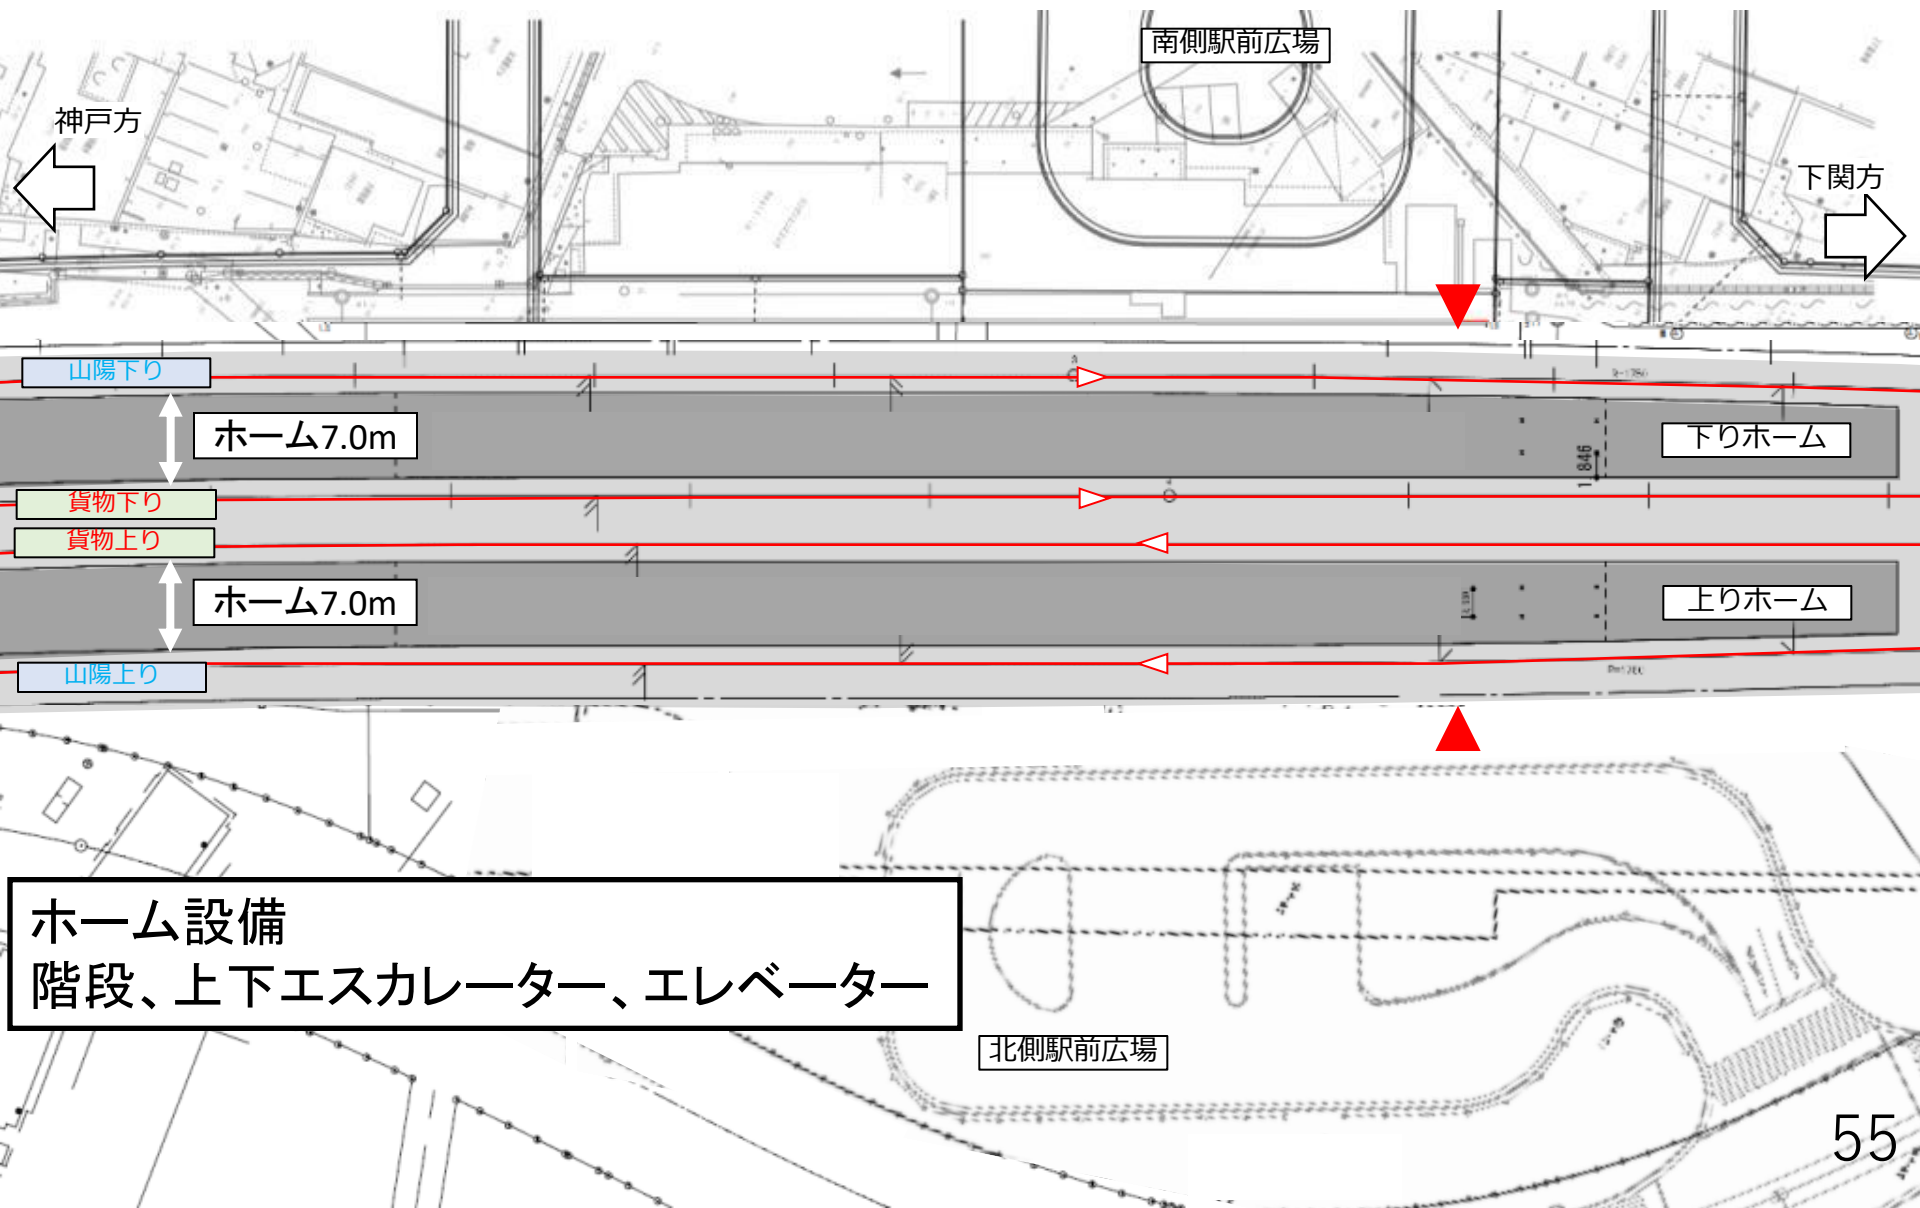 南側駅前広場
神戸方
下関方
山陽下り
ホーム7.0m
下りホーム
1,846
貨物下り
貨物上り
ホーム7.0m
上りホーム
山陽上り
ホーム設備
階段、上下エスカレーター、エレベーター
北側駅前広場
55